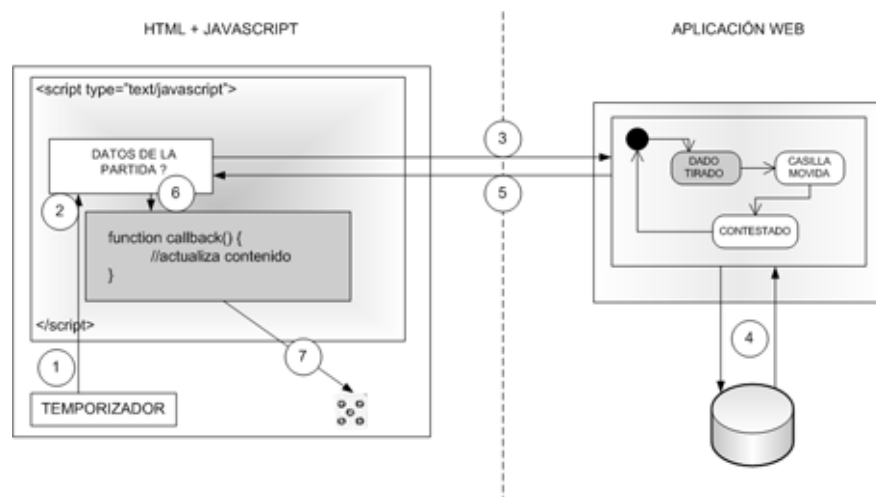 HTML + JAVASCRIPT
<script type="text/javascript">
DATOS DE LA
PARTIDA ?
2
6
function callback() {
//actualiza contenido
}
</script>
1
7
TEMPORIZADOR
3
5
APLICACIÓN WEB
DADO
TIRADO
CASILLA
MOVIDA
CONTESTADO
4